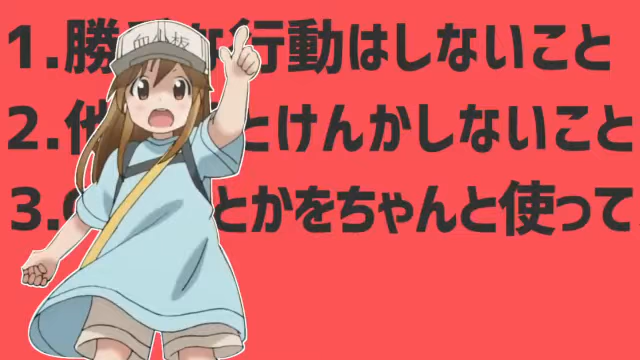 血小板
1.勝な行動はしないこと
2.他とけんかしないこと
3.とかをちゃんと使って